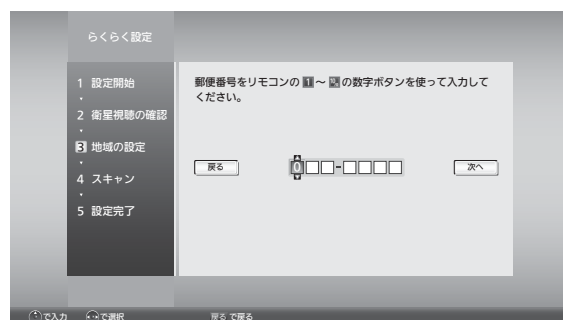 らくらく設定
1 設定開始
2 衛星視聴の確認
3 地域の設定
4 スキャン
5 設定完了
郵便番号をリモコンの 1 ～ の数字ボタンを使って入力して
ください。
戻る
0 -
次へ
で入力 で選択 戻る で戻る